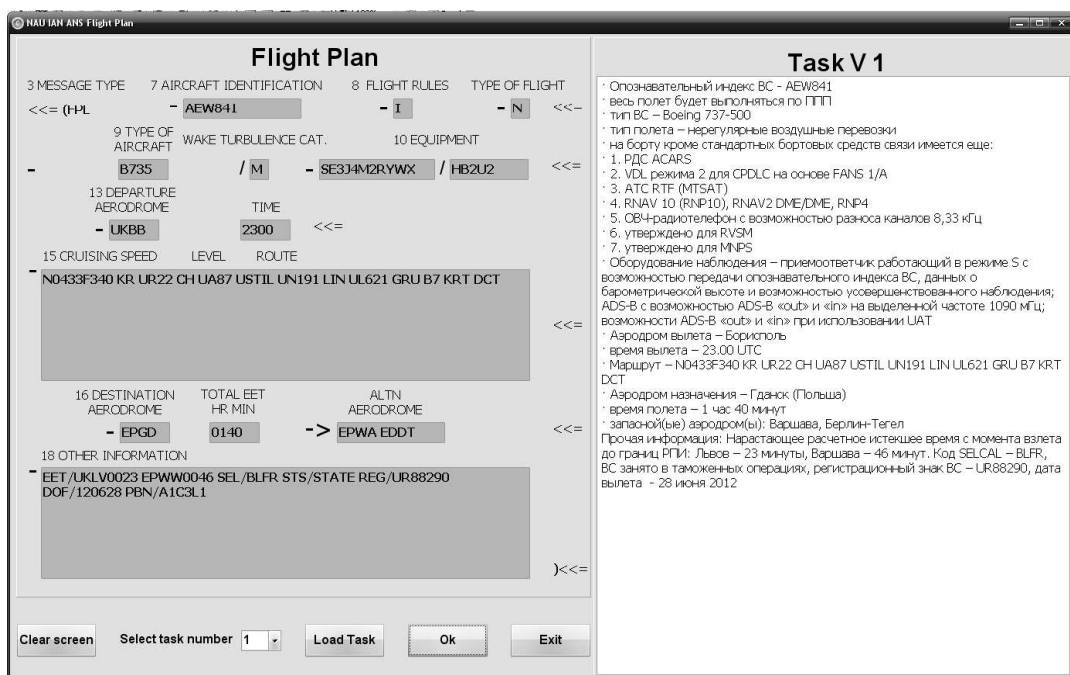 NAU IAN ANS Flight Plan
Flight Plan
3 MESSAGE TYPE 7 AIRCRAFT IDENTIFICATION 8 FLIGHT RULES TYPE OF FLIGHT
<<= (FPL - AEW841 - I - N <<=
9 TYPE OF
AIRCRAFT WAKE TURBULENCE CAT. 10 EQUIPMENT
- B735 / M - SE3J4M2RYWX / HB2U2 <<=
13 DEPARTURE
AERODROME TIME
- UKBB 2300 <<=
15 CRUISING SPEED LEVEL ROUTE
- N0433F340 KR UR22 CH UA87 USTIL UN191 LIN UL621 GRU B7 KRT DCT
<<=
16 DESTINATION TOTAL EET ALTN
AERODROME HR MIN AERODROME
- EPGD 0140 -> EPWA EDDT <<=
18 OTHER INFORMATION
- EET/UKLV0023 EPWW0046 SEL/BLFR STS/STATE REG/UR88290
DOF/120628 PBN/A1C3L1
)<<=
Clear screen Select task number 1 Load Task Ok Exit
Task V 1
· Опознавательный индекс ВС - AEW841
· весь полет будет выполняться по ППП
· тип ВС – Boeing 737-500
· тип полета – нерегулярные воздушные перевозки
· на борту кроме стандартных бортовых средств связи имеется еще:
· 1. РДС ACARS
· 2. VDL режима 2 для CPDLC на основе FANS 1/A
· 3. ATC RTF (MTSAT)
· 4. RNAV 10 (RNP10), RNAV2 DME/DME, RNP4
· 5. ОВЧ-радиотелефон с возможностью разноса каналов 8,33 кГц
· 6. утверждено для RVSM
· 7. утверждено для MNPS
· Оборудование наблюдения – приемоответчик работающий в режиме S с
возможностью передачи опознавательного индекса ВС, данных о
барометрической высоте и возможностью усовершенствованного наблюдения;
ADS-B с возможностью ADS-B «out» и «in» на выделенной частоте 1090 мГц;
возможности ADS-B «out» и «in» при использовании UAT
· Аэродром вылета – Борисполь
· время вылета – 23.00 UTC
· Маршрут – N0433F340 KR UR22 CH UA87 USTIL UN191 LIN UL621 GRU B7 KRT
DCT
· Аэродром назначения – Гданск (Польша)
· время полета – 1 час 40 минут
· запасной(ые) аэродром(ы): Варшава, Берлин-Тегел
Прочая информация: Нарастающее расчетное истекшее время с момента взлета
до границ РПИ: Львов – 23 минуты, Варшава – 46 минут. Код SELCAL – BLFR,
ВС занято в таможенных операциях, регистрационный знак ВС – UR88290, дата
вылета - 28 июня 2012